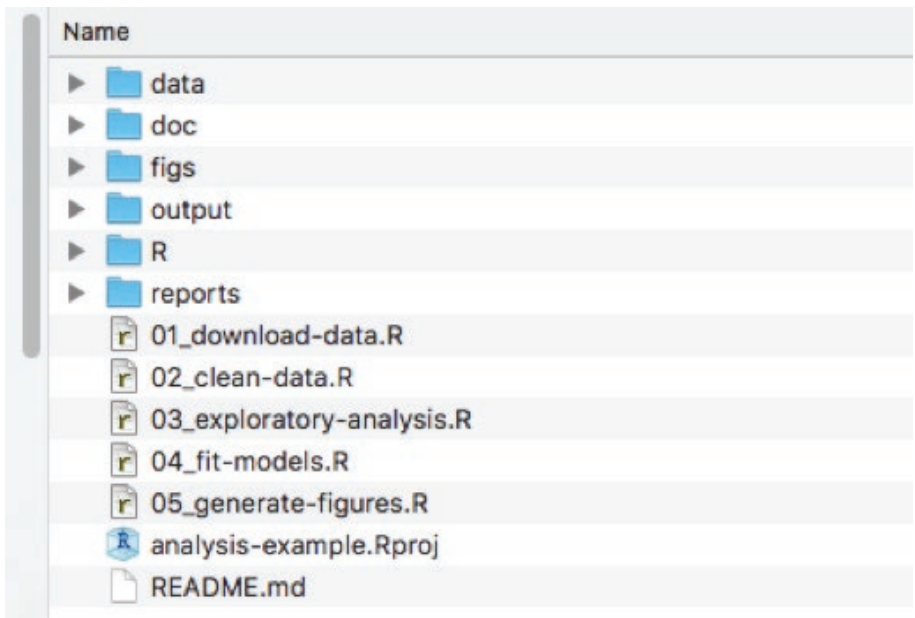 Name
data
doc
figs
output
R
reports
01_download-data.R
02_clean-data.R
03_exploratory-analysis.R
04_fit-models.R
05_generate-figures.R
analysis-example.Rproj
README.md